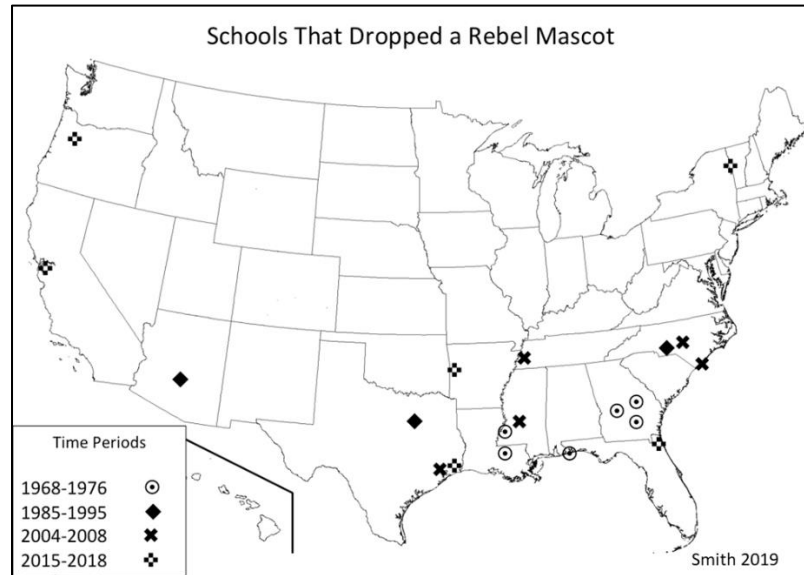 Schools That Dropped a Rebel Mascot
Time Periods
1968-1976
1985-1995
2004-2008
2015-2018
Smith 2019